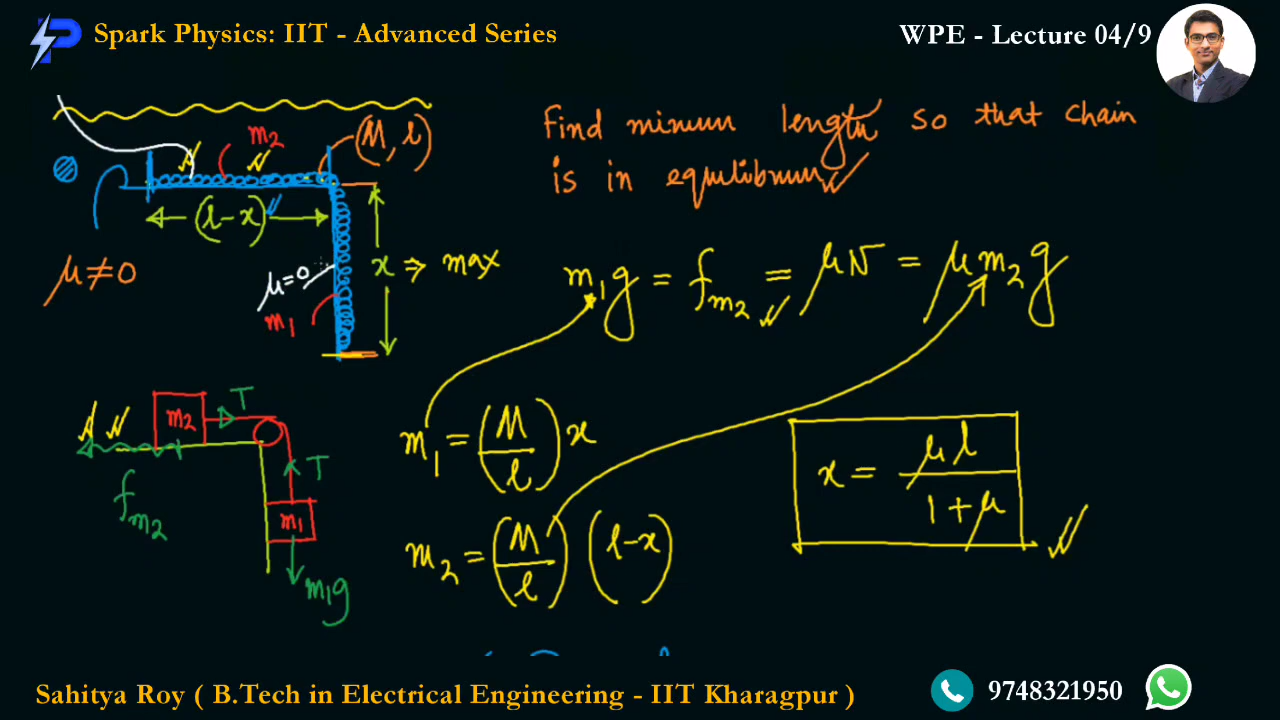 Spark Physics: IIT - Advanced Series
WPE - Lecture 04/9
m2
(M, l)
(l-x)
μ≠0
μ=0
m1
x ⇒ max
Find minium length so that chain
is in equilibrium
m1g = fm2 = μN = μm2g
m2
T
fm2
T
m1
m1g
m1 = (M/l) x
m2 = (M/l) (l-x)
x = μl/1+μ
Sahitya Roy ( B.Tech in Electrical Engineering - IIT Kharagpur )
9748321950